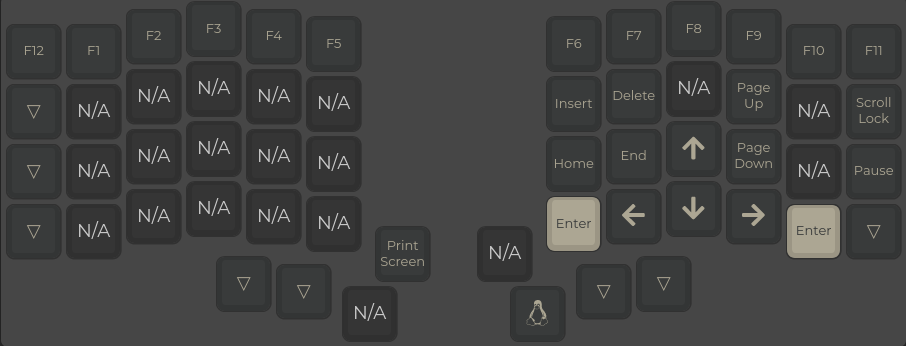 F12 F1 F2 F3 F4 F5 F6 F7 F8 F9 F10 F11
▽ N/A N/A N/A N/A N/A Insert Delete N/A Page Up N/A Scroll Lock
▽ N/A N/A N/A N/A N/A Home End ↑ Page Down N/A Pause
▽ N/A N/A N/A N/A N/A Enter ← ↓ → Enter ▽
Print Screen N/A
▽ ▽ N/A ▽ ▽